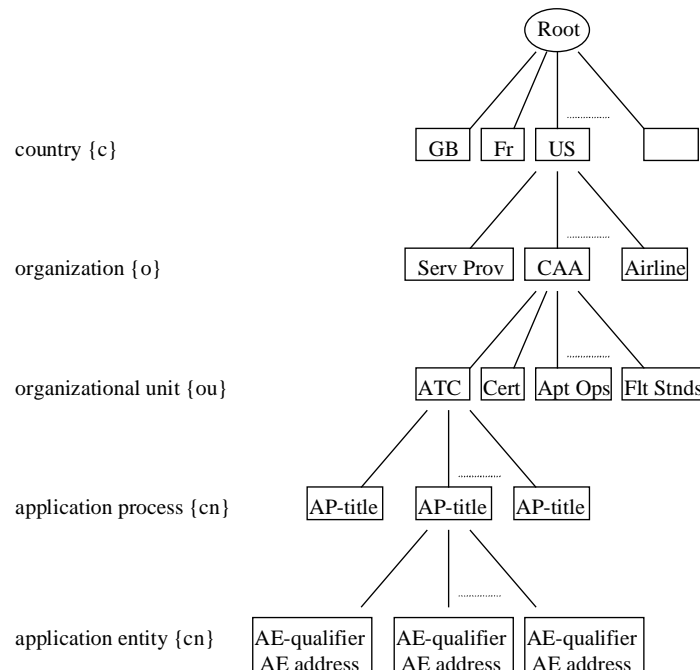 Root
country {c}
GB
Fr
US
organization {o}
Serv Prov
CAA
Airline
organizational unit {ou}
ATC
Cert
Apt Ops
Flt Stnds
application process {cn}
AP-title
AP-title
AP-title
application entity {cn}
AE-qualifier
AE address
AE-qualifier
AE address
AE-qualifier
AE address